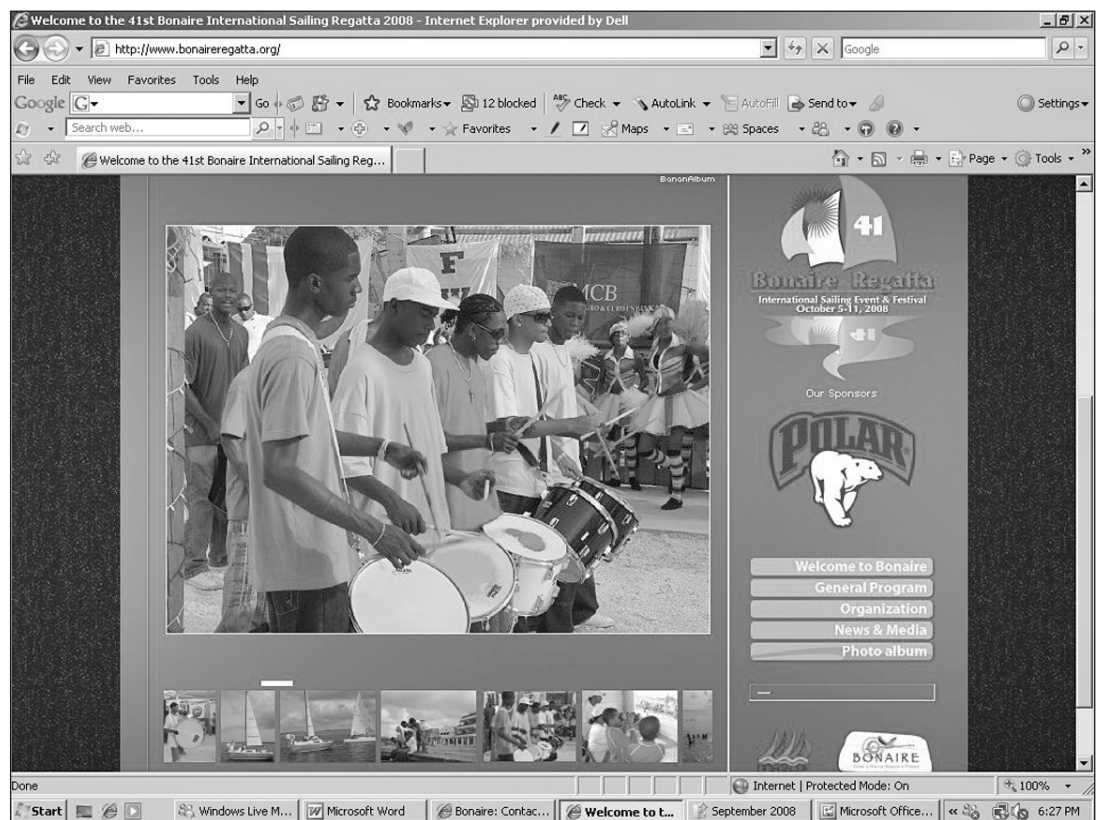 Welcome to the 41st Bonaire International Sailing Regatta 2008 - Internet Explorer provided by Dell
http://www.bonaireregatta.org/
Google
File Edit View Favorites Tools Help
Google G Go Bookmarks 12 blocked ABC Check AutoLink AutoFill Send to Settings
Search web... Favorites Maps Spaces
Welcome to the 41st Bonaire International Sailing Reg... Page Tools
BananAlbum
41
Bonaire Regatta
International Sailing Event & Festival
October 5-11, 2008
41
Our Sponsors
POLAR
F
MCB
Welcome to Bonaire
General Program
Organization
News & Media
Photo album
BONAIRE
Done Internet | Protected Mode: On 100%
Start Windows Live M... Microsoft Word Bonaire: Contac... Welcome to t... September 2008 Microsoft Office... 6:27 PM